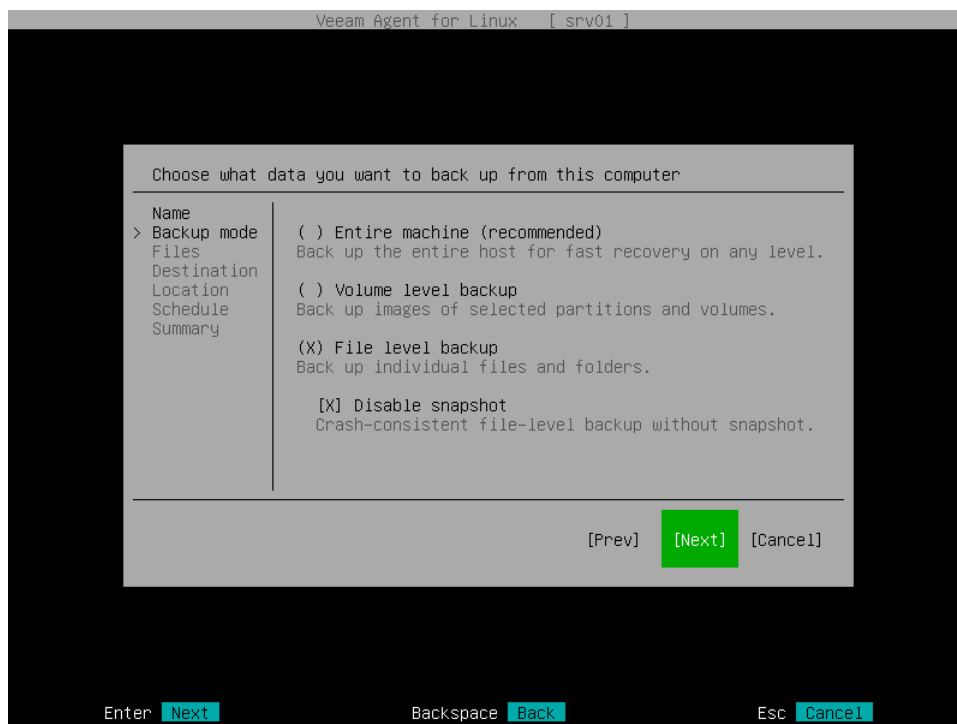 Veeam Agent for Linux [ srv01 ]
Choose what data you want to back up from this computer
Name
> Backup mode
Files
Destination
Location
Schedule
Summary
( ) Entire machine (recommended)
Back up the entire host for fast recovery on any level.
( ) Volume level backup
Back up images of selected partitions and volumes.
(X) File level backup
Back up individual files and folders.
[X] Disable snapshot
Crash-consistent file-level backup without snapshot.
[Prev] [Next] [Cancel]
Enter Next Backspace Back Esc Cancel